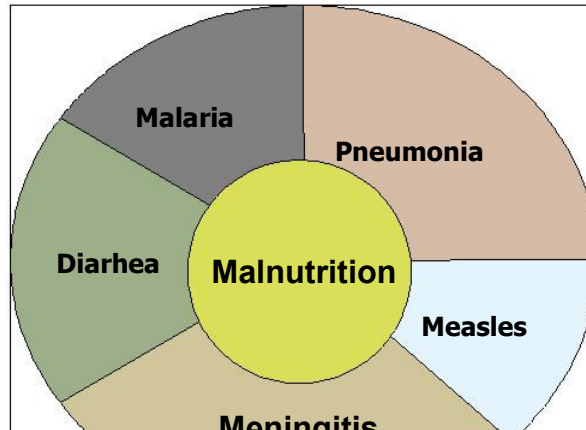 Malaria
Pneumonia
Diarhea
Malnutrition
Measles
Meningitis